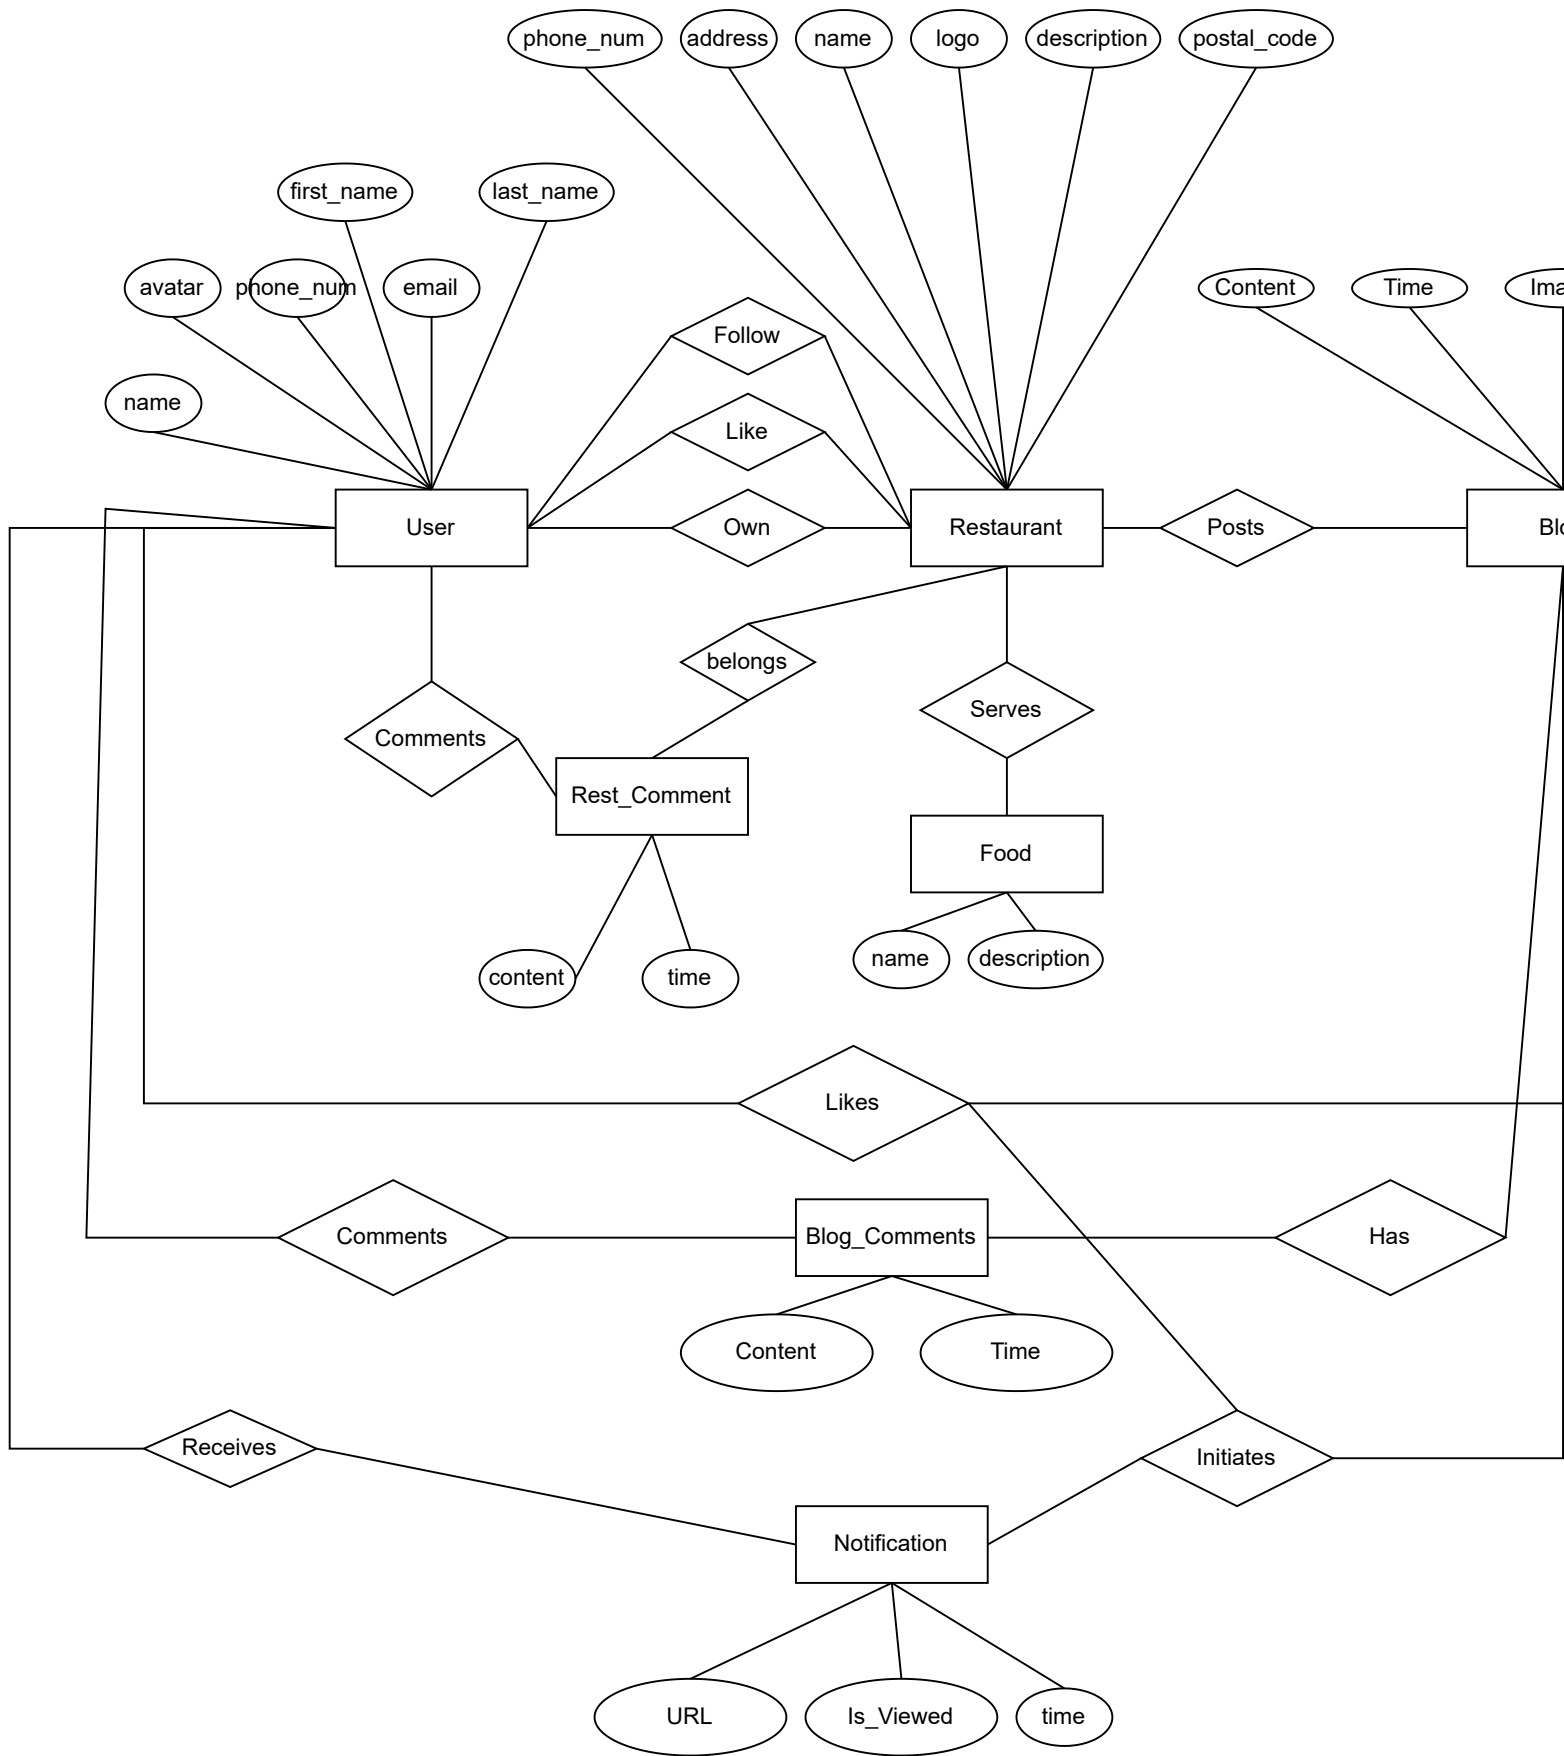 phone_num
address
name
logo
description
postal_code
first_name
last_name
avatar
phone_num
email
Content
Time
Ima
Follow
name
Like
User
Own
Restaurant
Posts
Blo
belongs
Serves
Comments
Rest_Comment
Food
name
description
content
time
Likes
Comments
Blog_Comments
Has
Content
Time
Receives
Initiates
Notification
URL
Is_Viewed
time